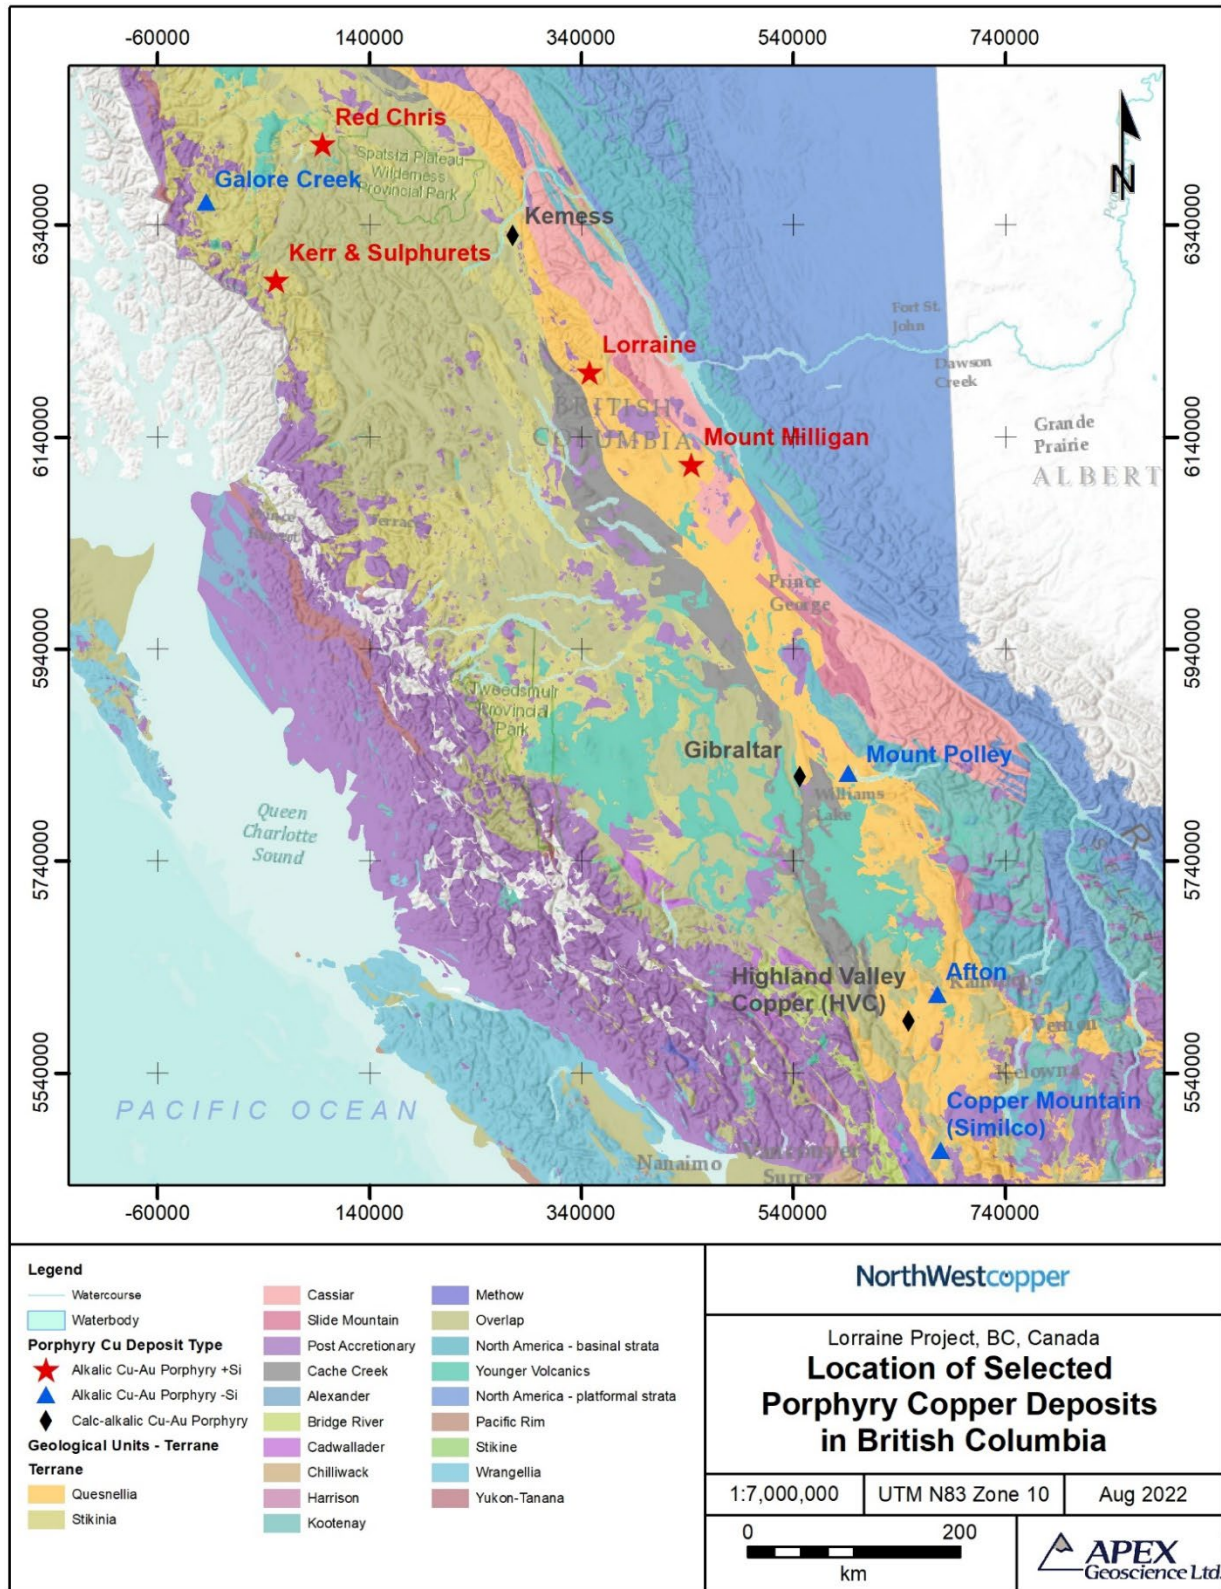 -60000 140000 340000 540000 740000
Red Chris
Spatsizi Plateau
Wilderness
Provincial Park
Galore Creek
N
Kemess
6340000 6340000
Kerr & Sulphurets
Fort St.
John
Lorraine
Dawson
Creek
BRITISH
COLUMBIA
Mount Milligan
Grande
Prairie
ALBERT
6140000 6140000
Prince
Rupert
Terrac
Prince
George
5940000 5940000
Tweedsmuir
Provincial
Park
Gibraltar
Mount Polley
Williams
Lake
Queen
Charlotte
Sound
R
5740000 5740000
Highland Valley
Copper (HVC)
Afton
Kamloops
Vernon
Kelowna
5540000 5540000
PACIFIC OCEAN
Copper Mountain
(Similco)
Nanaimo
Vancouver
Surrey
-60000 140000 340000 540000 740000
Legend
Watercourse
Waterbody
Porphyry Cu Deposit Type
Alkalic Cu-Au Porphyry +Si
Alkalic Cu-Au Porphyry -Si
Calc-alkalic Cu-Au Porphyry
Geological Units - Terrane
Terrane
Quesnellia
Stikinia
Cassiar
Slide Mountain
Post Accretionary
Cache Creek
Alexander
Bridge River
Cadwallader
Chilliwack
Harrison
Kootenay
Methow
Overlap
North America - basinal strata
Younger Volcanics
North America - platformal strata
Pacific Rim
Stikine
Wrangellia
Yukon-Tanana
NorthWestcopper
Lorraine Project, BC, Canada
Location of Selected
Porphyry Copper Deposits
in British Columbia
1:7,000,000 UTM N83 Zone 10 Aug 2022
0 200
km
APEX
Geoscience Ltd.